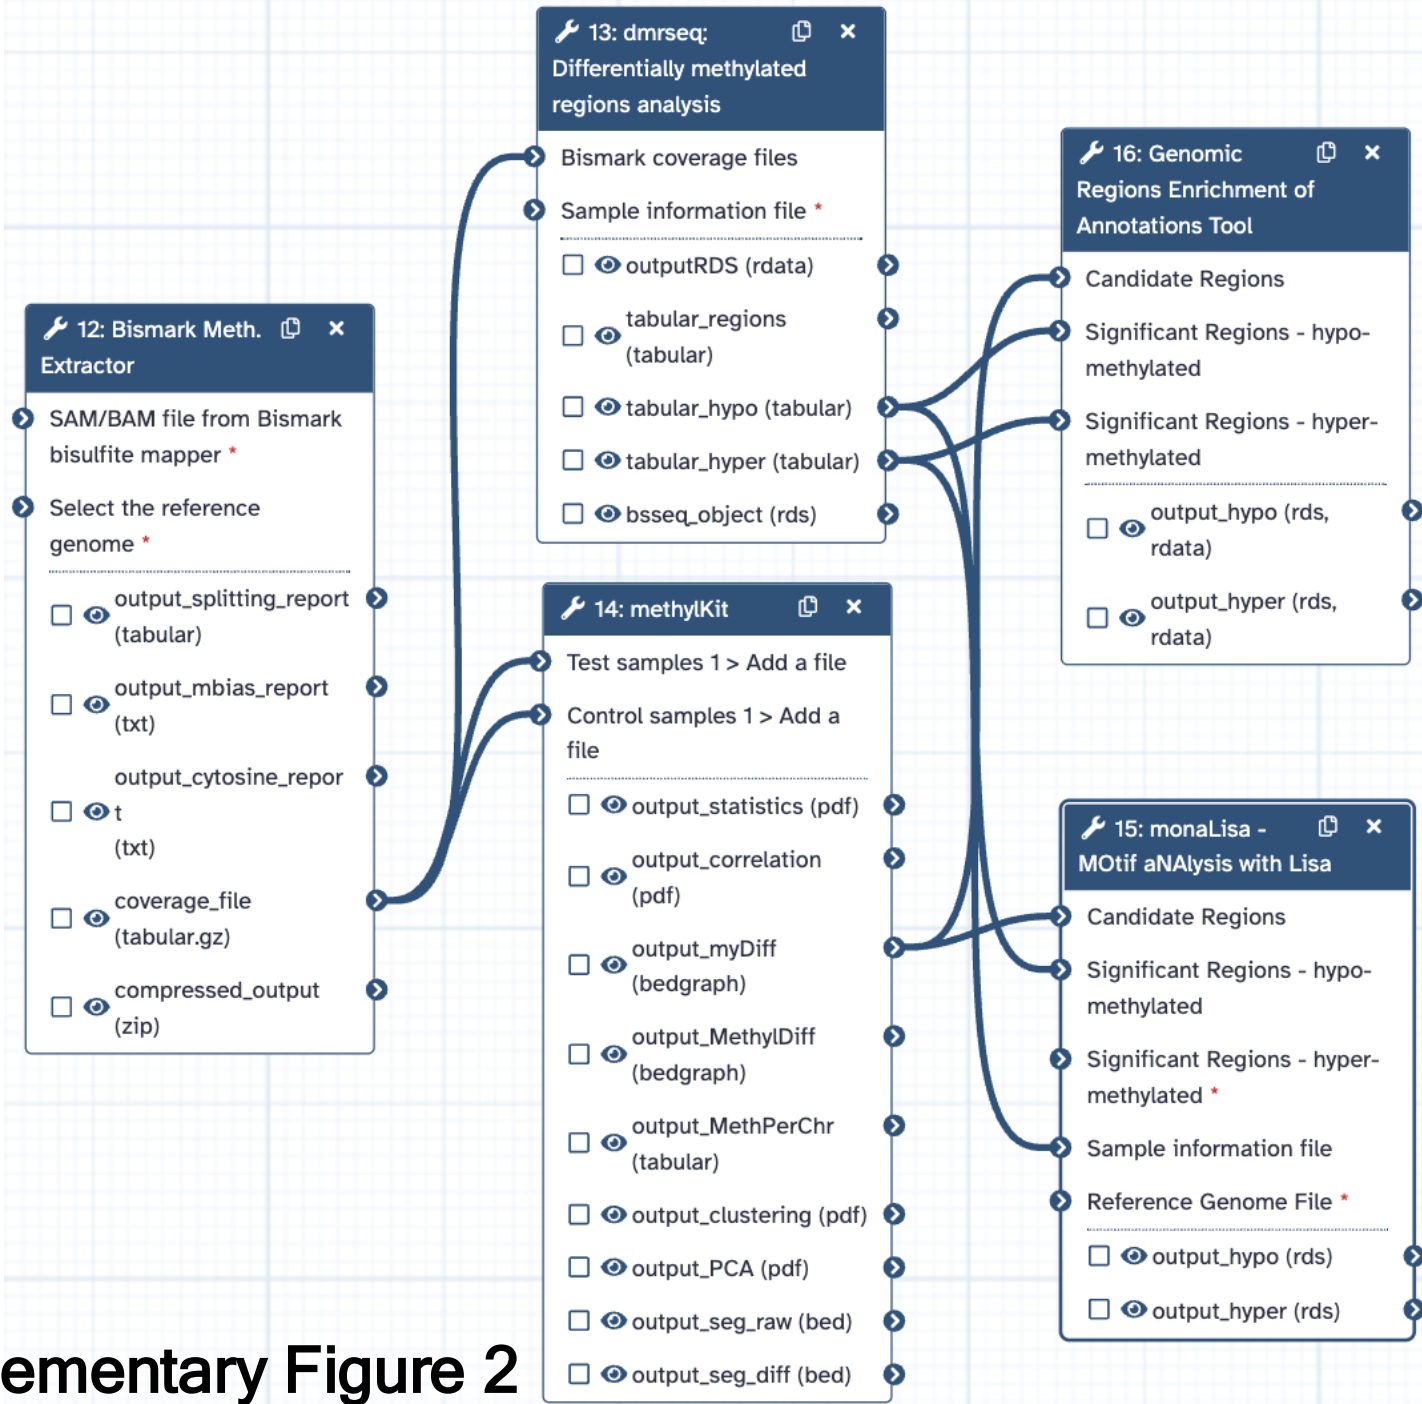 13: dmrseq:
Differentially methylated
regions analysis
Bismark coverage files
Sample information file *
outputRDS (rdata)
tabular_regions
(tabular)
tabular_hypo (tabular)
tabular_hyper (tabular)
bsseq_object (rds)
16: Genomic
Regions Enrichment of
Annotations Tool
Candidate Regions
Significant Regions - hypo-
methylated
Significant Regions - hyper-
methylated
output_hypo (rds,
rdata)
output_hyper (rds,
rdata)
12: Bismark Meth.
Extractor
SAM/BAM file from Bismark
bisulfite mapper *
Select the reference
genome *
output_splitting_report
(tabular)
output_mbias_report
(txt)
output_cytosine_repor
t
(txt)
coverage_file
(tabular.gz)
compressed_output
(zip)
14: methylKit
Test samples 1 > Add a file
Control samples 1 > Add a
file
output_statistics (pdf)
output_correlation
(pdf)
output_myDiff
(bedgraph)
output_MethylDiff
(bedgraph)
output_MethPerChr
(tabular)
output_clustering (pdf)
output_PCA (pdf)
output_seg_raw (bed)
output_seg_diff (bed)
15: monaLisa -
MOtif aNAlysis with Lisa
Candidate Regions
Significant Regions - hypo-
methylated
Significant Regions - hyper-
methylated *
Sample information file
Reference Genome File *
output_hypo (rds)
output_hyper (rds)
ementary Figure 2